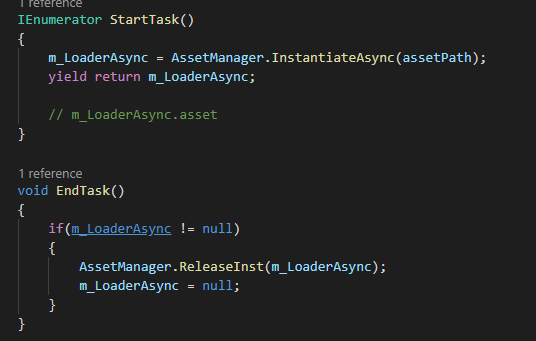 1 reference
IEnumerator StartTask()
{
m_LoaderAsync = AssetManager.InstantiateAsync(assetPath);
yield return m_LoaderAsync;
// m_LoaderAsync.asset
}
1 reference
void EndTask()
{
if(m_LoaderAsync != null)
{
AssetManager.ReleaseInst(m_LoaderAsync);
m_LoaderAsync = null;
}
}